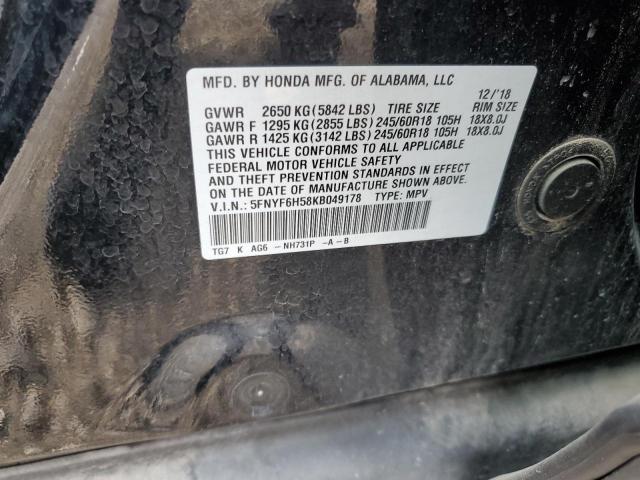 MFD. BY HONDA MFG. OF ALABAMA, LLC 12/'18
GVWR 2650 KG(5842 LBS) TIRE SIZE RIM SIZE
GAWR F 1295 KG(2855 LBS)245/60R18 105H 18X8.0J
GAWR R 1425 KG(3142 LBS)245/60R18 105H 18X8.0J
THIS VEHICLE CONFORMS TO ALL APPLICABLE
FEDERAL MOTOR VEHICLE SAFETY
AND THEFT PREVENTION STANDARDS IN EFFECT
ON THE DATE OF MANUFACTURE SHOWN ABOVE.
V.I.N.: 5FNYF6H58KB049178 TYPE: MPV
TG7 K AG6 -NH731P -A-B